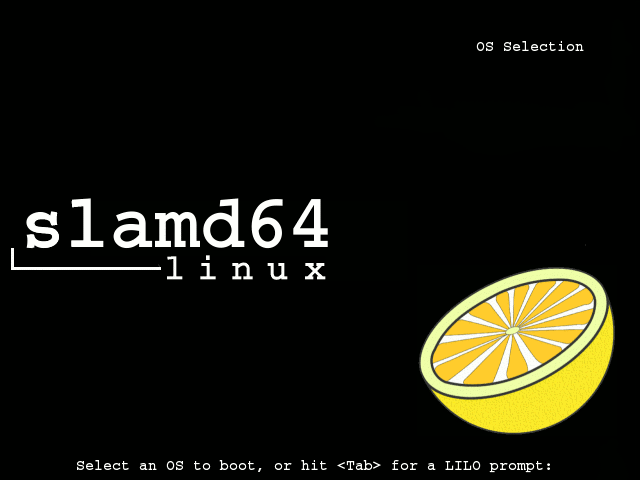 OS Selection
slamd64
linux
Select an OS to boot, or hit <Tab> for a LILO prompt: